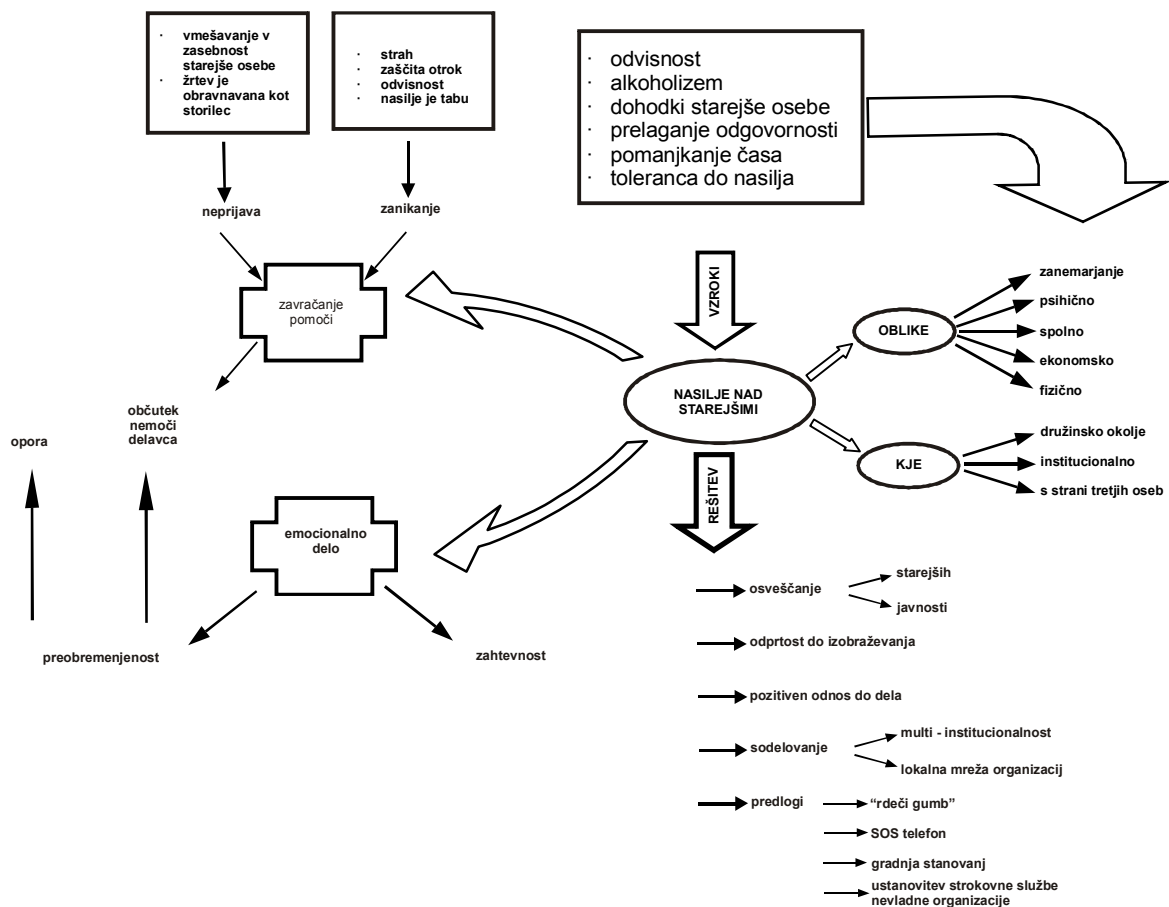 · vmešavanje v
zasebnost
starejše osebe
· žrtev je
obravnavana kot
storilec
· strah
· zaščita otrok
· odvisnost
· nasilje je tabu
· odvisnost
· alkoholizem
· dohodki starejše osebe
· prelaganje odgovornosti
· pomanjkanje časa
· toleranca do nasilja
neprijava
zanikanje
zavračanje
pomoči
VZROKI
OBLIKE
zanemarjanje
psihično
spolno
ekonomsko
fizično
NASILJE NAD
STAREJŠIMI
KJE
družinsko okolje
institucionalno
s strani tretjih oseb
opora
občutek
nemoči
delavca
emocionalno
delo
preobremenjenost
zahtevnost
REŠITEV
osveščanje
starejših
javnosti
odprtost do izobraževanja
pozitiven odnos do dela
sodelovanje
multi - institucionalnost
lokalna mreža organizacij
predlogi
“rdeči gumb”
SOS telefon
gradnja stanovanj
ustanovitev strokovne službe
nevladne organizacije